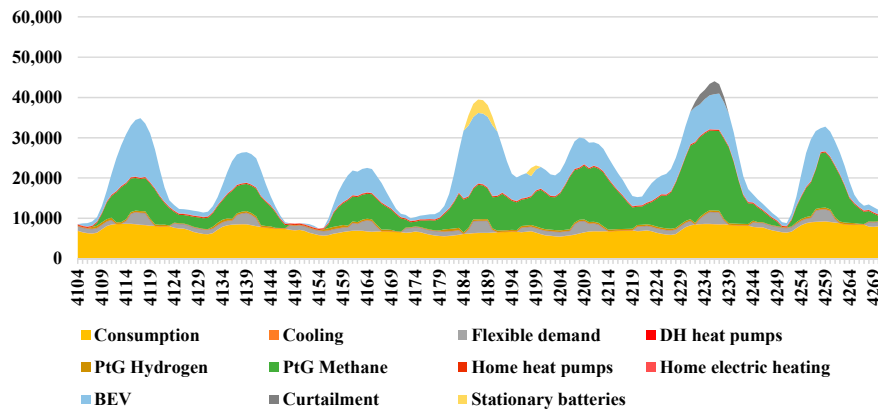 60,000
50,000
40,000
30,000
20,000
10,000
0
4104 4109 4114 4119 4124 4129 4134 4139 4144 4149 4154 4159 4164 4169 4174 4179 4184 4189 4194 4199 4204 4209 4214 4219 4224 4229 4234 4239 4244 4249 4254 4259 4264 4269
Consumption Cooling Flexible demand DH heat pumps
PtG Hydrogen PtG Methane Home heat pumps Home electric heating
BEV Curtailment Stationary batteries